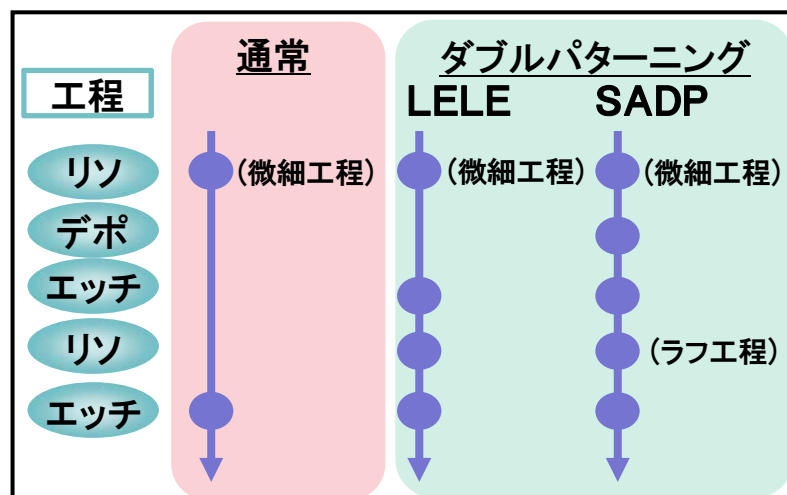 通常
ダブルパターニング
工程
LELE SADP
リソ (微細工程) (微細工程) (微細工程)
デポ
エッチ
リソ (ラフ工程)
エッチ